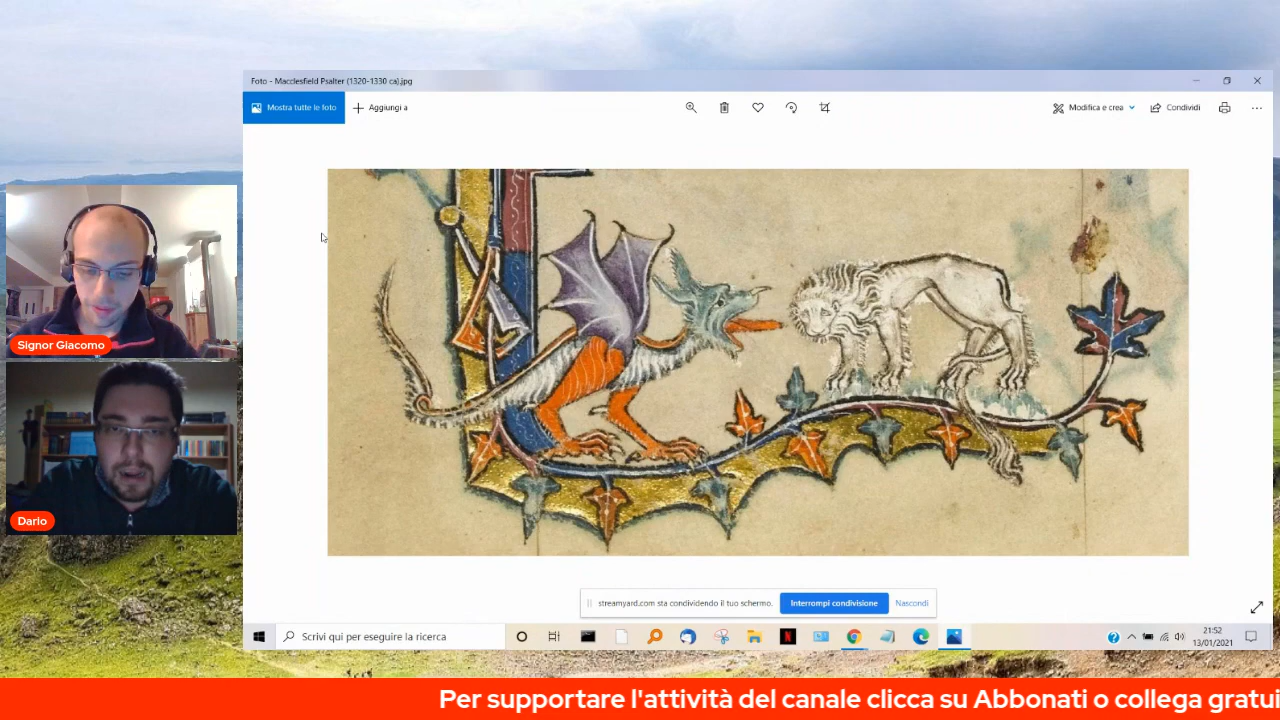 Foto - Macclesfield Psalter (1320-1330 ca).jpg
Mostra tutte le foto
Aggiungi a
Modifica e crea
Condividi
Signor Giacomo
Dario
streamyard.com sta condividendo il tuo schermo.
Interrompi condivisione
Nascondi
Scrivi qui per eseguire la ricerca
21:52
13/01/2021
Per supportare l'attività del canale clicca su Abbonati o collega gratui